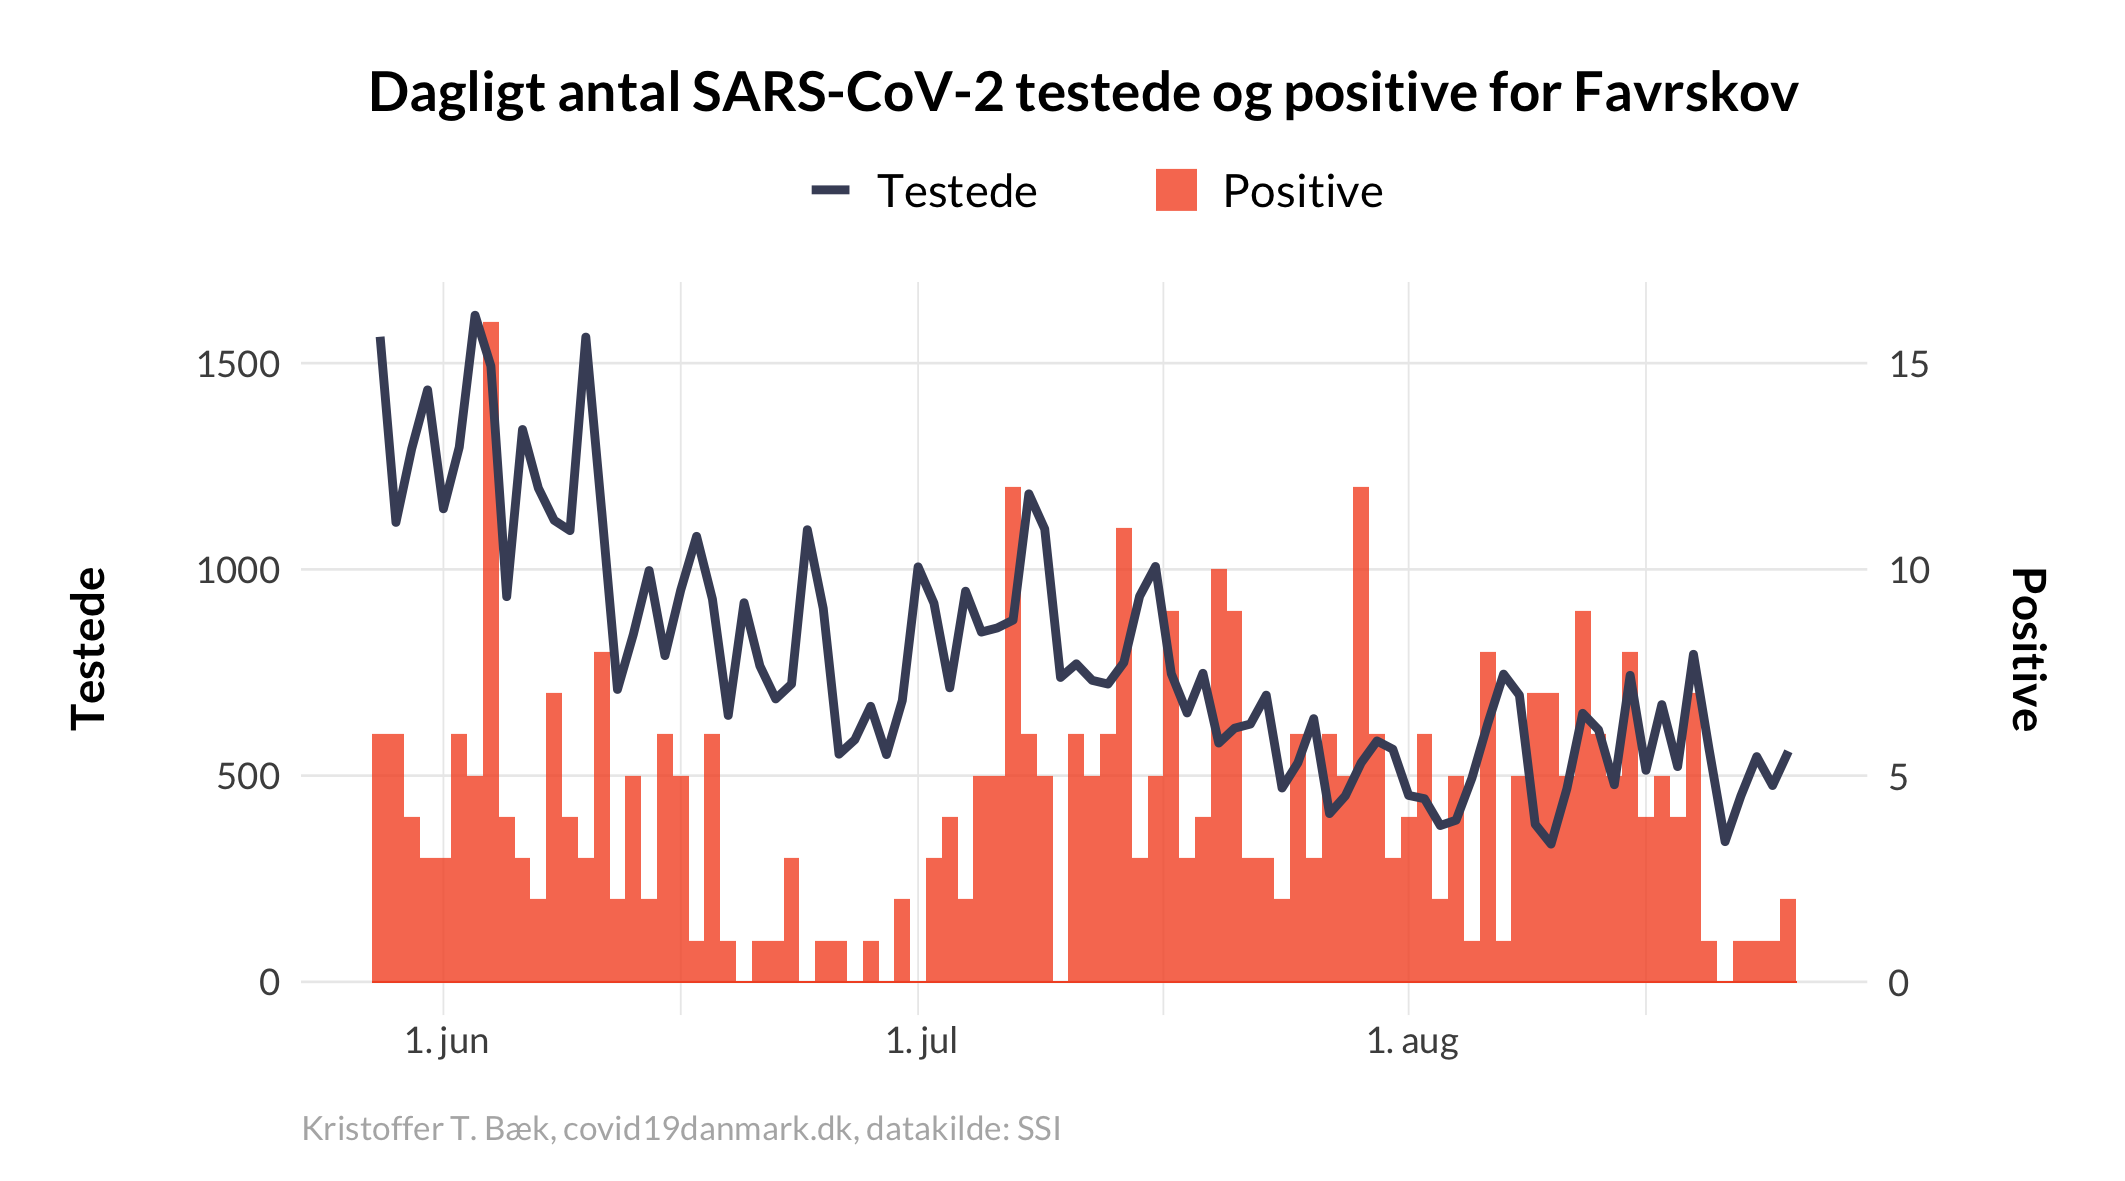 Dagligt antal SARS-CoV-2 testede og positive for Favrskov
Testede
Positive
1500
1000
500
0
15
10
5
0
Testede
Positive
1. jun
1. jul
1. aug
Kristoffer T. Bæk, covid19danmark.dk, datakilde: SSI